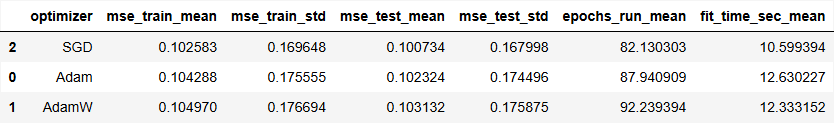 optimizer mse_train_mean mse_train_std mse_test_mean mse_test_std epochs_run_mean fit_time_sec_mean
2 SGD 0.102583 0.169648 0.100734 0.167998 82.130303 10.599394
0 Adam 0.104288 0.175555 0.102324 0.174496 87.940909 12.630227
1 AdamW 0.104970 0.176694 0.103132 0.175875 92.239394 12.333152